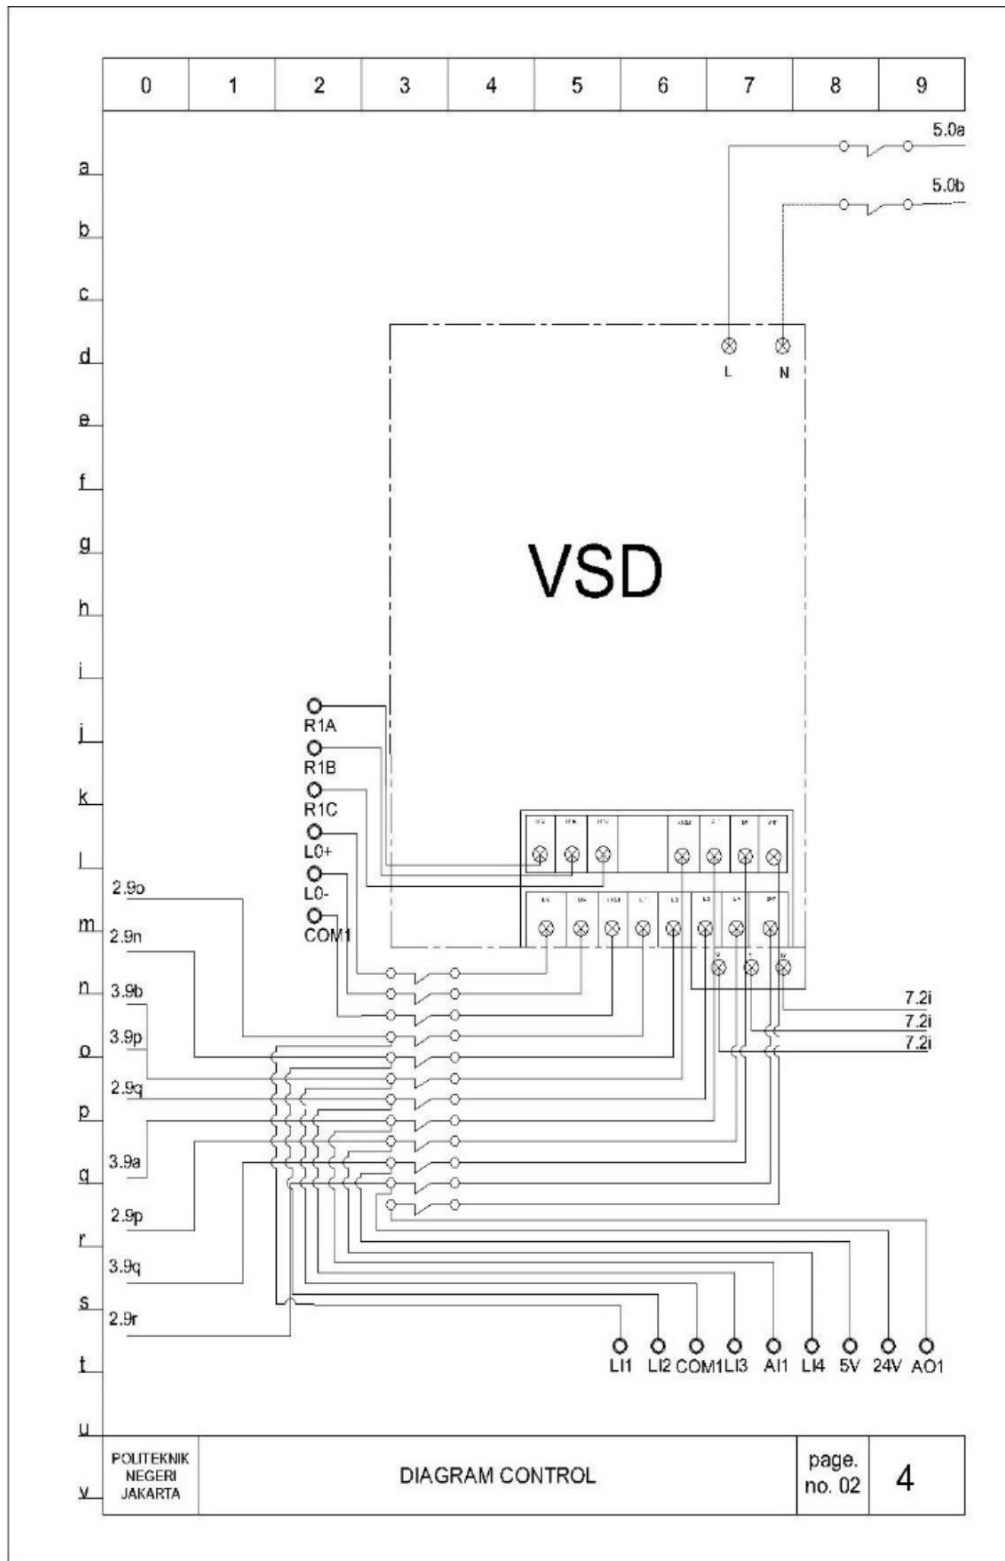 0 1 2 3 4 5 6 7 8 9
5.0a
a
5.0b
b
c
d
L N
e
f
g
VSD
h
i
j
R1A
R1B
k
R1C
L0+
l
L0-
2.9o
m
COM1
2.9n
n
3.9b
7.2i
7.2i
3.9p
o
7.2i
2.9q
p
3.9a
q
2.9p
r
3.9q
s
2.9r
t
LI1 LI2 COM1 LI3 AI1 LI4 5V 24V AO1
u
POLITEKNIK
NEGERI
JAKARTA
DIAGRAM CONTROL
page.
no. 02
4
v